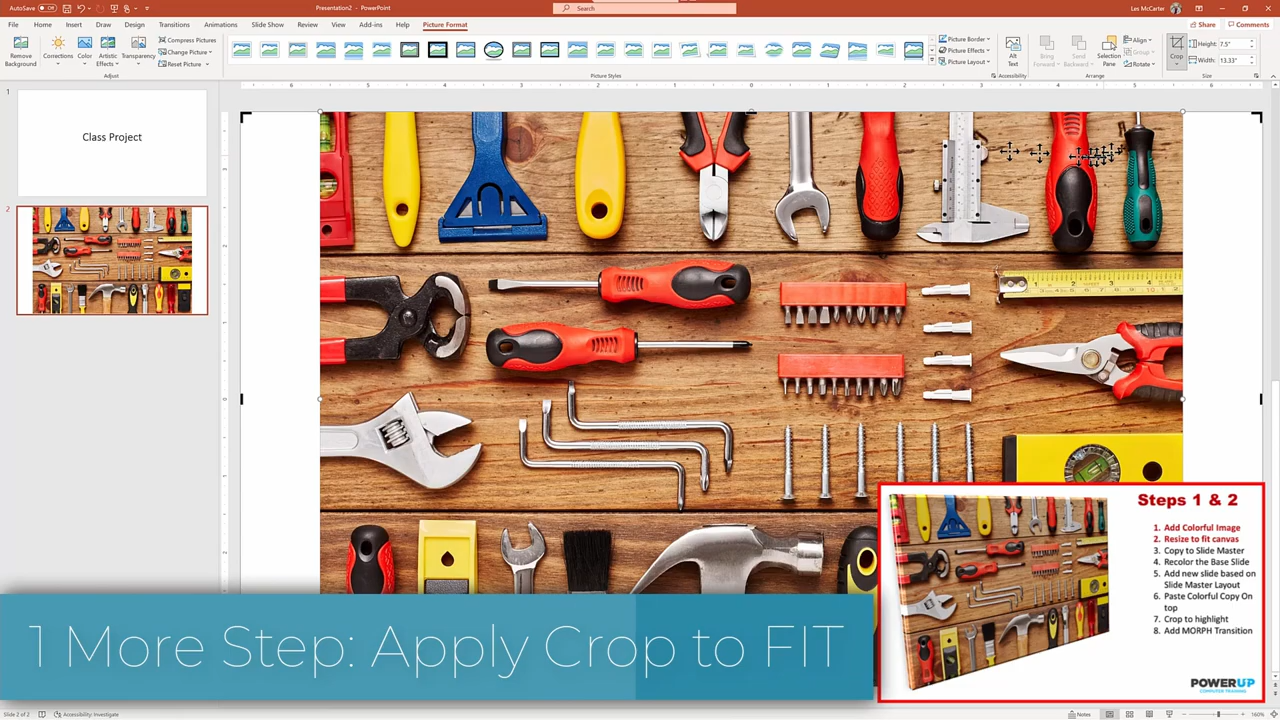 AutoSave Off
Presentation2 - PowerPoint
Search
Les McCarter
File Home Insert Draw Design Transitions Animations Slide Show Review View Add-ins Help Picture Format
Share Comments
Remove Background
Corrections
Color
Artistic Effects
Transparency
Compress Pictures
Change Picture
Reset Picture
Adjust
Picture Styles
Picture Border
Picture Effects
Picture Layout
Alt Text
Accessibility
Bring Forward
Send Backward
Selection Pane
Align
Group
Rotate
Arrange
Crop
Height: 7.5"
Width: 13.33"
Size
1
Class Project
2
Steps 1 & 2
1. Add Colorful Image
2. Resize to fit canvas
3. Copy to Slide Master
4. Recolor the Base Slide
5. Add new slide based on
Slide Master Layout
6. Paste Colorful Copy On
top
7. Crop to highlight
8. Add MORPH Transition
POWERUP
COMPUTER TRAINING
1 More Step: Apply Crop to FIT
Slide 2 of 2
Accessibility: Investigate
Notes
160%